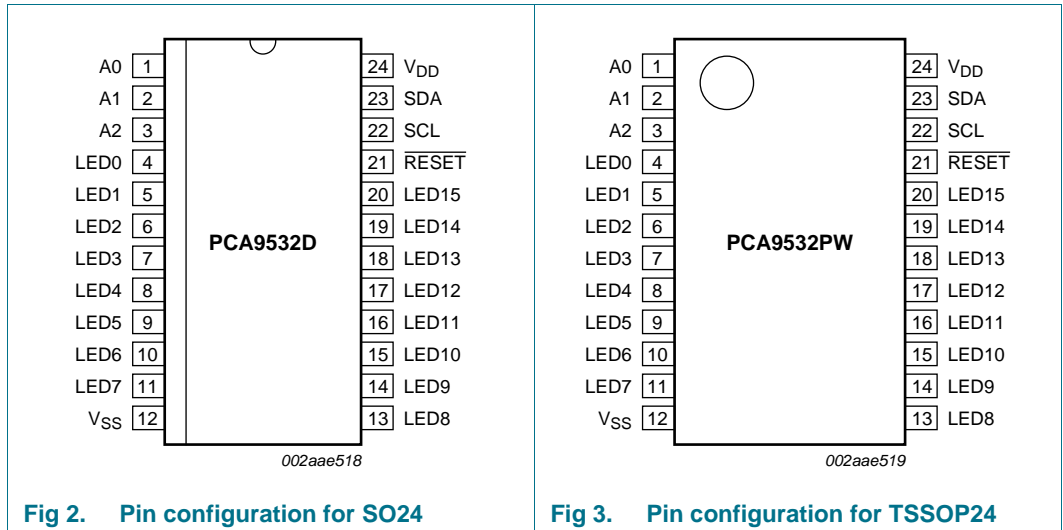 A0 1
A1 2
A2 3
LED0 4
LED1 5
LED2 6
LED3 7
LED4 8
LED5 9
LED6 10
LED7 11
VSS 12
PCA9532D
24 VDD
23 SDA
22 SCL
21 RESET
20 LED15
19 LED14
18 LED13
17 LED12
16 LED11
15 LED10
14 LED9
13 LED8
002aae518
Fig 2. Pin configuration for SO24
A0 1
A1 2
A2 3
LED0 4
LED1 5
LED2 6
LED3 7
LED4 8
LED5 9
LED6 10
LED7 11
VSS 12
PCA9532PW
24 VDD
23 SDA
22 SCL
21 RESET
20 LED15
19 LED14
18 LED13
17 LED12
16 LED11
15 LED10
14 LED9
13 LED8
002aae519
Fig 3. Pin configuration for TSSOP24